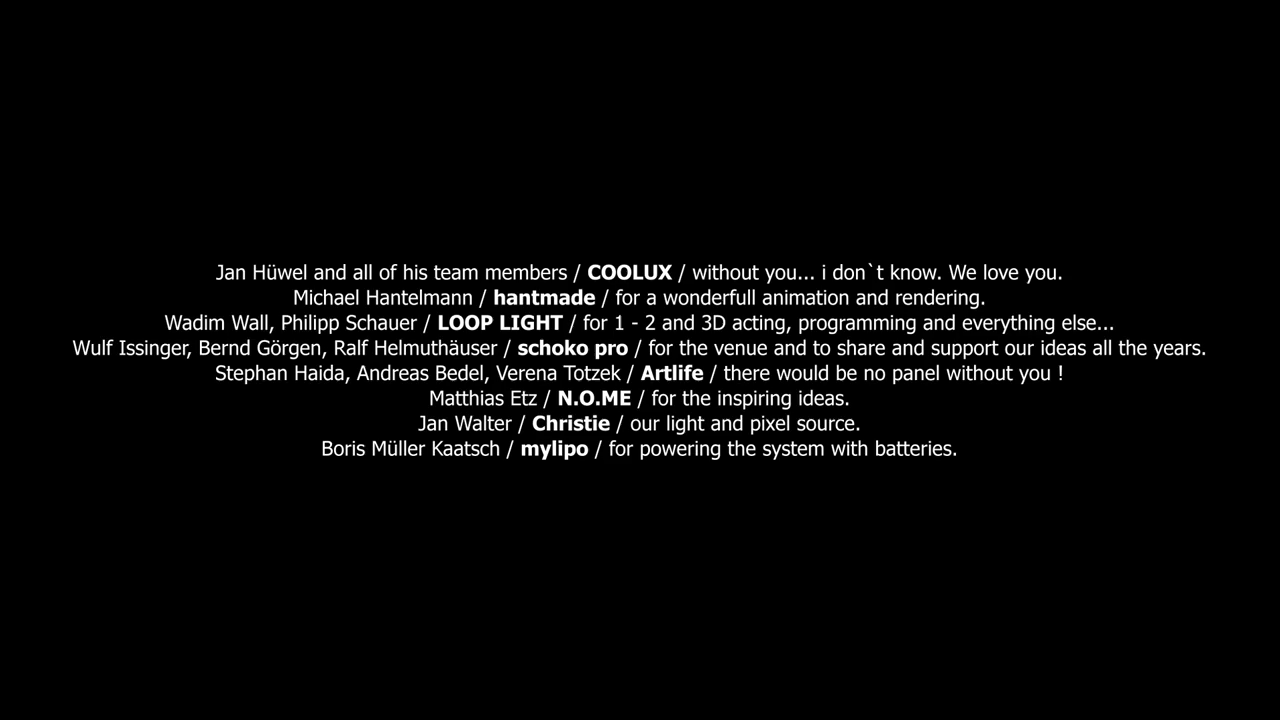 Jan Hüwel and all of his team members / COOLUX / without you... i don`t know. We love you.
Michael Hantelmann / hantmade / for a wonderfull animation and rendering.
Wadim Wall, Philipp Schauer / LOOP LIGHT / for 1 - 2 and 3D acting, programming and everything else...
Wulf Issinger, Bernd Görgen, Ralf Helmuthäuser / schoko pro / for the venue and to share and support our ideas all the years.
Stephan Haida, Andreas Bedel, Verena Totzek / Artlife / there would be no panel without you !
Matthias Etz / N.O.ME / for the inspiring ideas.
Jan Walter / Christie / our light and pixel source.
Boris Müller Kaatsch / mylipo / for powering the system with batteries.